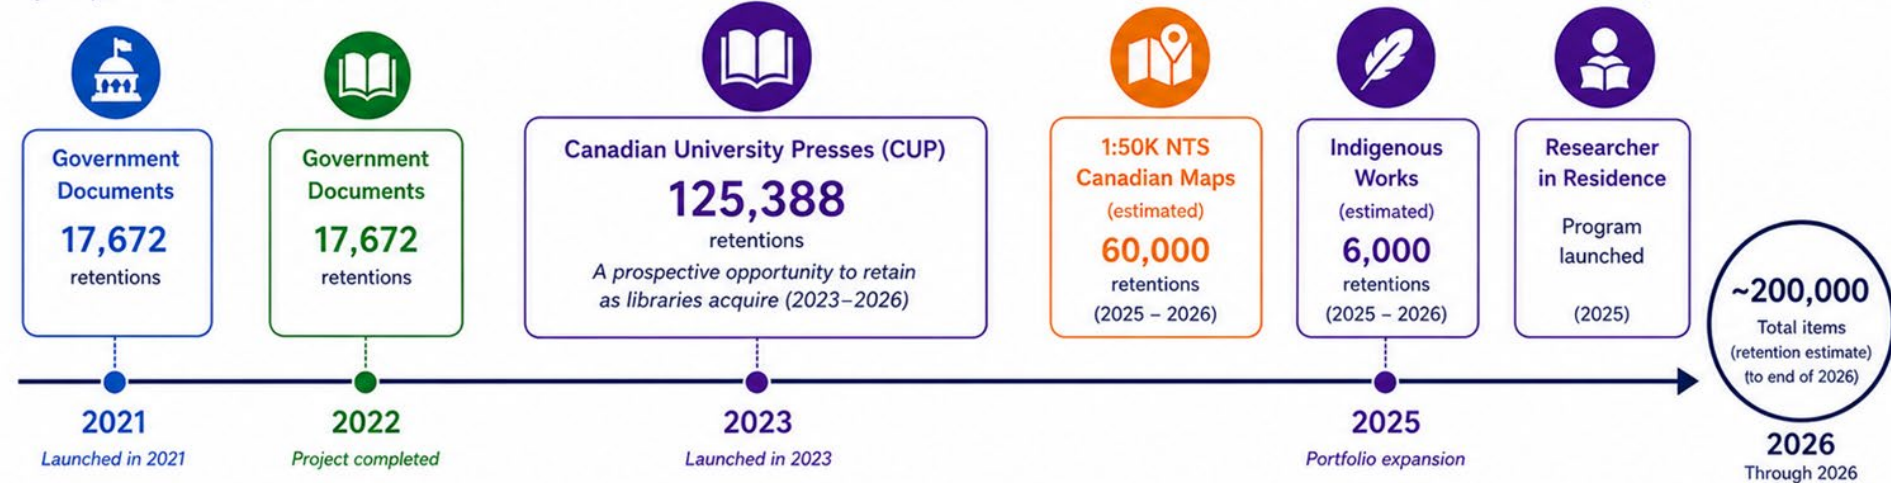 Government
Documents
17,672
retentions
2021
Launched in 2021
Government
Documents
17,672
retentions
2022
Project completed
Canadian University Presses (CUP)
125,388
retentions
A prospective opportunity to retain
as libraries acquire (2023–2026)
2023
Launched in 2023
1:50K NTS
Canadian Maps
(estimated)
60,000
retentions
(2025 – 2026)
Indigenous
Works
(estimated)
6,000
retentions
(2025 – 2026)
2025
Portfolio expansion
Researcher
in Residence
Program
launched
(2025)
~200,000
Total items
(retention estimate)
(to end of 2026)
2026
Through 2026